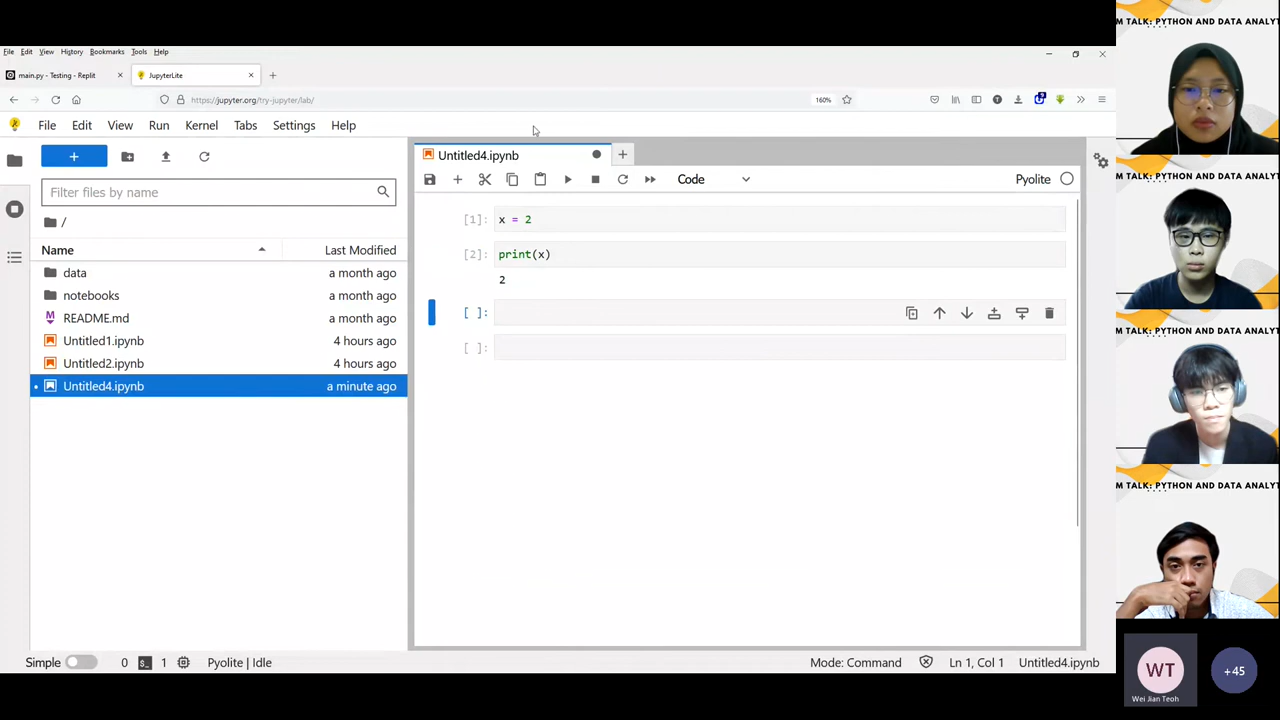 File Edit View History Bookmarks Tools Help
main.py - Testing - Replit
JupyterLite
https://jupyter.org/try-jupyter/lab/
160%
File Edit View Run Kernel Tabs Settings Help
Filter files by name
/
Name Last Modified
data a month ago
notebooks a month ago
README.md a month ago
Untitled1.ipynb 4 hours ago
Untitled2.ipynb 4 hours ago
Untitled4.ipynb a minute ago
Untitled4.ipynb
Code
Pyolite
[1]: x = 2
[2]: print(x)
2
[ ]:
[ ]:
Simple 0 1 Pyolite | Idle
Mode: Command Ln 1, Col 1 Untitled4.ipynb
M TALK: PYTHON AND DATA ANALYT
M TALK: PYTHON AND DATA ANALYT
M TALK: PYTHON AND DATA ANALYT
M TALK: PYTHON AND DATA ANALYT
WT
Wei Jian Teoh
+45